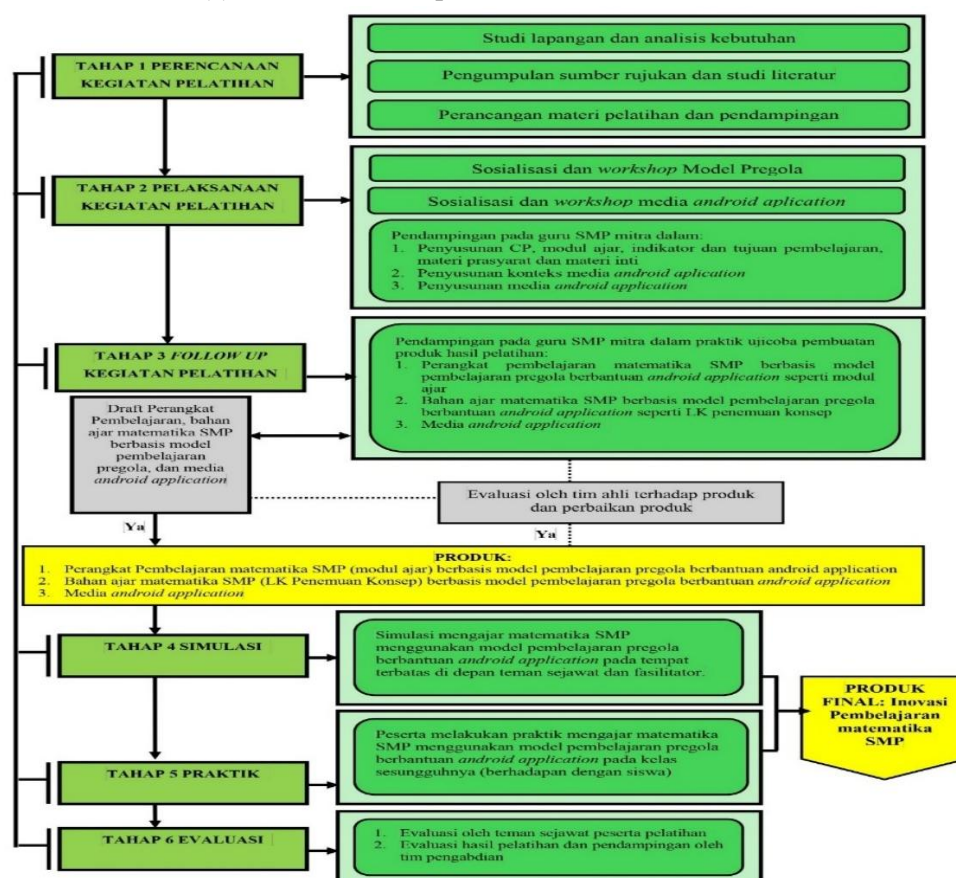 TAHAP 1 PERENCANAAN
KEGIATAN PELATIHAN
Studi lapangan dan analisis kebutuhan
Pengumpulan sumber rujukan dan studi literatur
Perancangan materi pelatihan dan pendampingan
TAHAP 2 PELAKSANAAN
KEGIATAN PELATIHAN
Sosialisasi dan workshop Model Pregola
Sosialisasi dan workshop media android aplication
Pendampingan pada guru SMP mitra dalam:
1. Penyusunan CP, modul ajar, indikator dan tujuan pembelajaran,
materi prasyarat dan materi inti
2. Penyusunan konteks media android aplication
3. Penyusunan media android application
TAHAP 3 FOLLOW UP
KEGIATAN PELATIHAN
Pendampingan pada guru SMP mitra dalam praktik ujicoba pembuatan
produk hasil pelatihan:
1. Perangkat pembelajaran matematika SMP berbasis model
pembelajaran pregola berbantuan android application seperti modul
ajar
2. Bahan ajar matematika SMP berbasis model pembelajaran pregola
berbantuan android application seperti LK penemuan konsep
3. Media android application
Draft Perangkat
Pembelajaran, bahan
ajar matematika SMP
berbasis model
pembelajaran
pregola, dan media
android application
Evaluasi oleh tim ahli terhadap produk
dan perbaikan produk
Ya
Ya
PRODUK:
1. Perangkat Pembelajaran matematika SMP (modul ajar) berbasis model pembelajaran pregola berbantuan android application
2. Bahan ajar matematika SMP (LK Penemuan Konsep) berbasis model pembelajaran pregola berbantuan android application
3. Media android application
TAHAP 4 SIMULASI
Simulasi mengajar matematika SMP
menggunakan model pembelajaran pregola
berbantuan android application pada tempat
terbatas di depan teman sejawat dan fasilitator.
PRODUK
FINAL: Inovasi
Pembelajaran
matematika
SMP
TAHAP 5 PRAKTIK
Peserta melakukan praktik mengajar matematika
SMP menggunakan model pembelajaran pregola
berbantuan android application pada kelas
sesungguhnya (berhadapan dengan siswa)
TAHAP 6 EVALUASI
1. Evaluasi oleh teman sejawat peserta pelatihan
2. Evaluasi hasil pelatihan dan pendampingan oleh
tim pengabdian